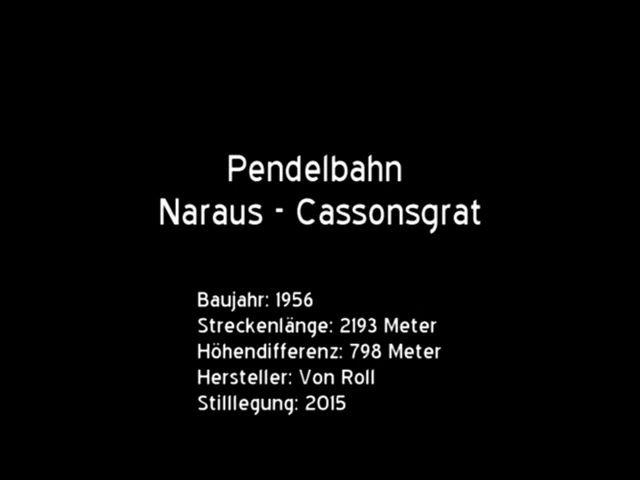 Pendelbahn
Naraus - Cassonsgrat
Baujahr: 1956
Streckenlänge: 2193 Meter
Höhendifferenz: 798 Meter
Hersteller: Von Roll
Stilllegung: 2015